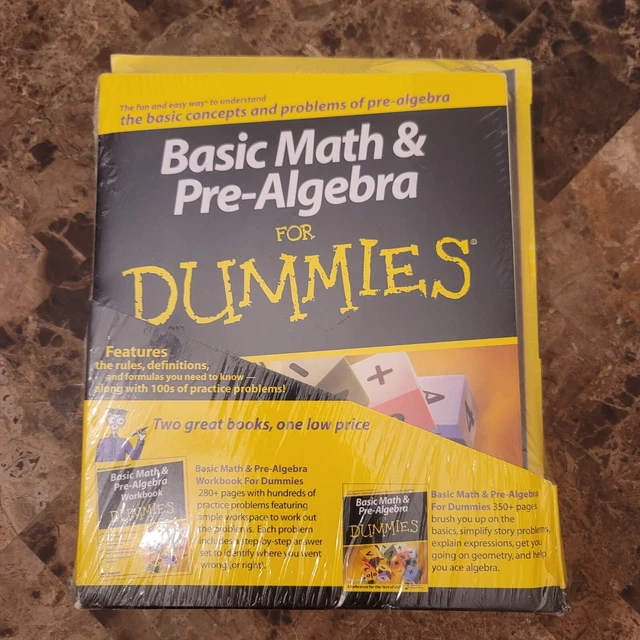 The fun and easy way™ to understand
the basic concepts and problems of pre-algebra
Basic Math &
Pre-Algebra
FOR
DUMMIES®
Features
the rules, definitions,
and formulas you need to know —
along with 100s of practice problems!
Two great books, one low price
Basic Math &
Pre-Algebra
Workbook
FOR
DUMMIES
Basic Math & Pre-Algebra
Workbook For Dummies
280+ pages with hundreds of
practice problems featuring
ample workspace to work out
the problems. Each problem
includes a step-by-step answer
set to identify where you went
wrong (or right).
Basic Math &
Pre-Algebra
FOR
DUMMIES
Basic Math & Pre-Algebra
For Dummies 350+ pages
brush you up on the
basics, simplify story problems,
explain expressions, get you
going on geometry, and help
you ace algebra.